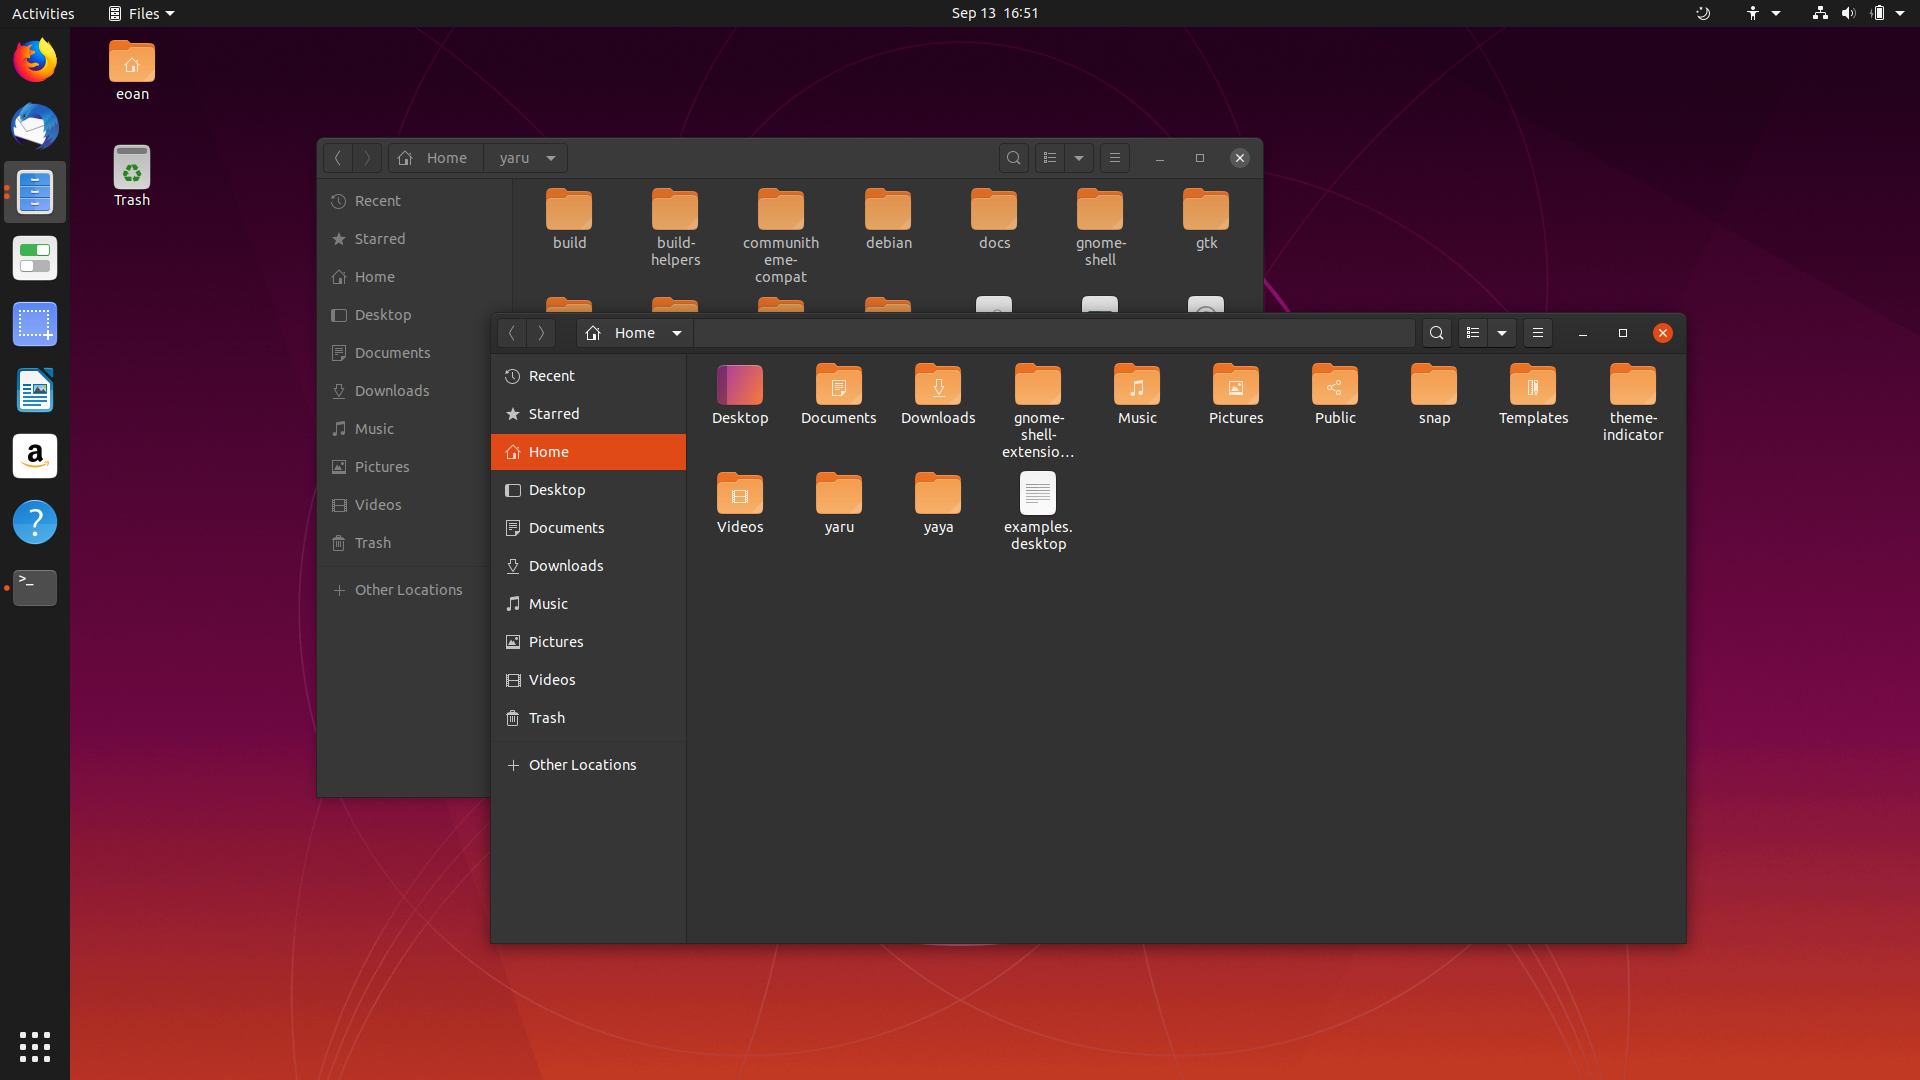 Activities
Files
Sep 13 16:51
eoan
Trash
Home
yaru
Recent
Starred
Home
Desktop
Documents
Downloads
Music
Pictures
Videos
Trash
Other Locations
build
build-
helpers
communith
eme-
compat
debian
docs
gnome-
shell
gtk
Home
Recent
Starred
Home
Desktop
Documents
Downloads
Music
Pictures
Videos
Trash
Other Locations
Desktop
Documents
Downloads
gnome-
shell-
extensio...
Music
Pictures
Public
snap
Templates
theme-
indicator
Videos
yaru
yaya
examples.
desktop
a
?
>_